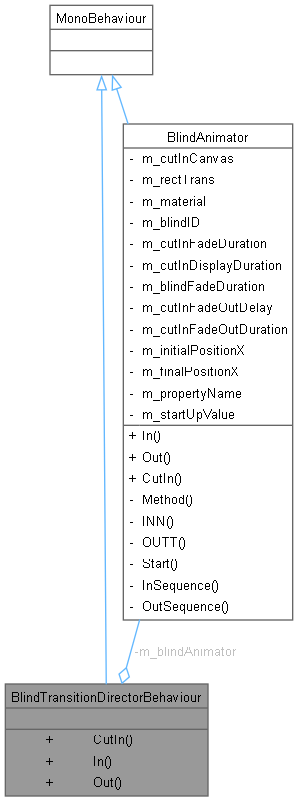 MonoBehaviour
BlindAnimator
- m_cutInCanvas
- m_rectTrans
- m_material
- m_blindID
- m_cutInFadeDuration
- m_cutInDisplayDuration
- m_blindFadeDuration
- m_cutInFadeOutDelay
- m_cutInFadeOutDuration
- m_initialPositionX
- m_finalPositionX
- m_propertyName
- m_startUpValue
+ In()
+ Out()
+ CutIn()
- Method()
- INN()
- OUTT()
- Start()
- InSequence()
- OutSequence()
-m_blindAnimator
BlindTransitionDirectorBehaviour
+ CutIn()
+ In()
+ Out()